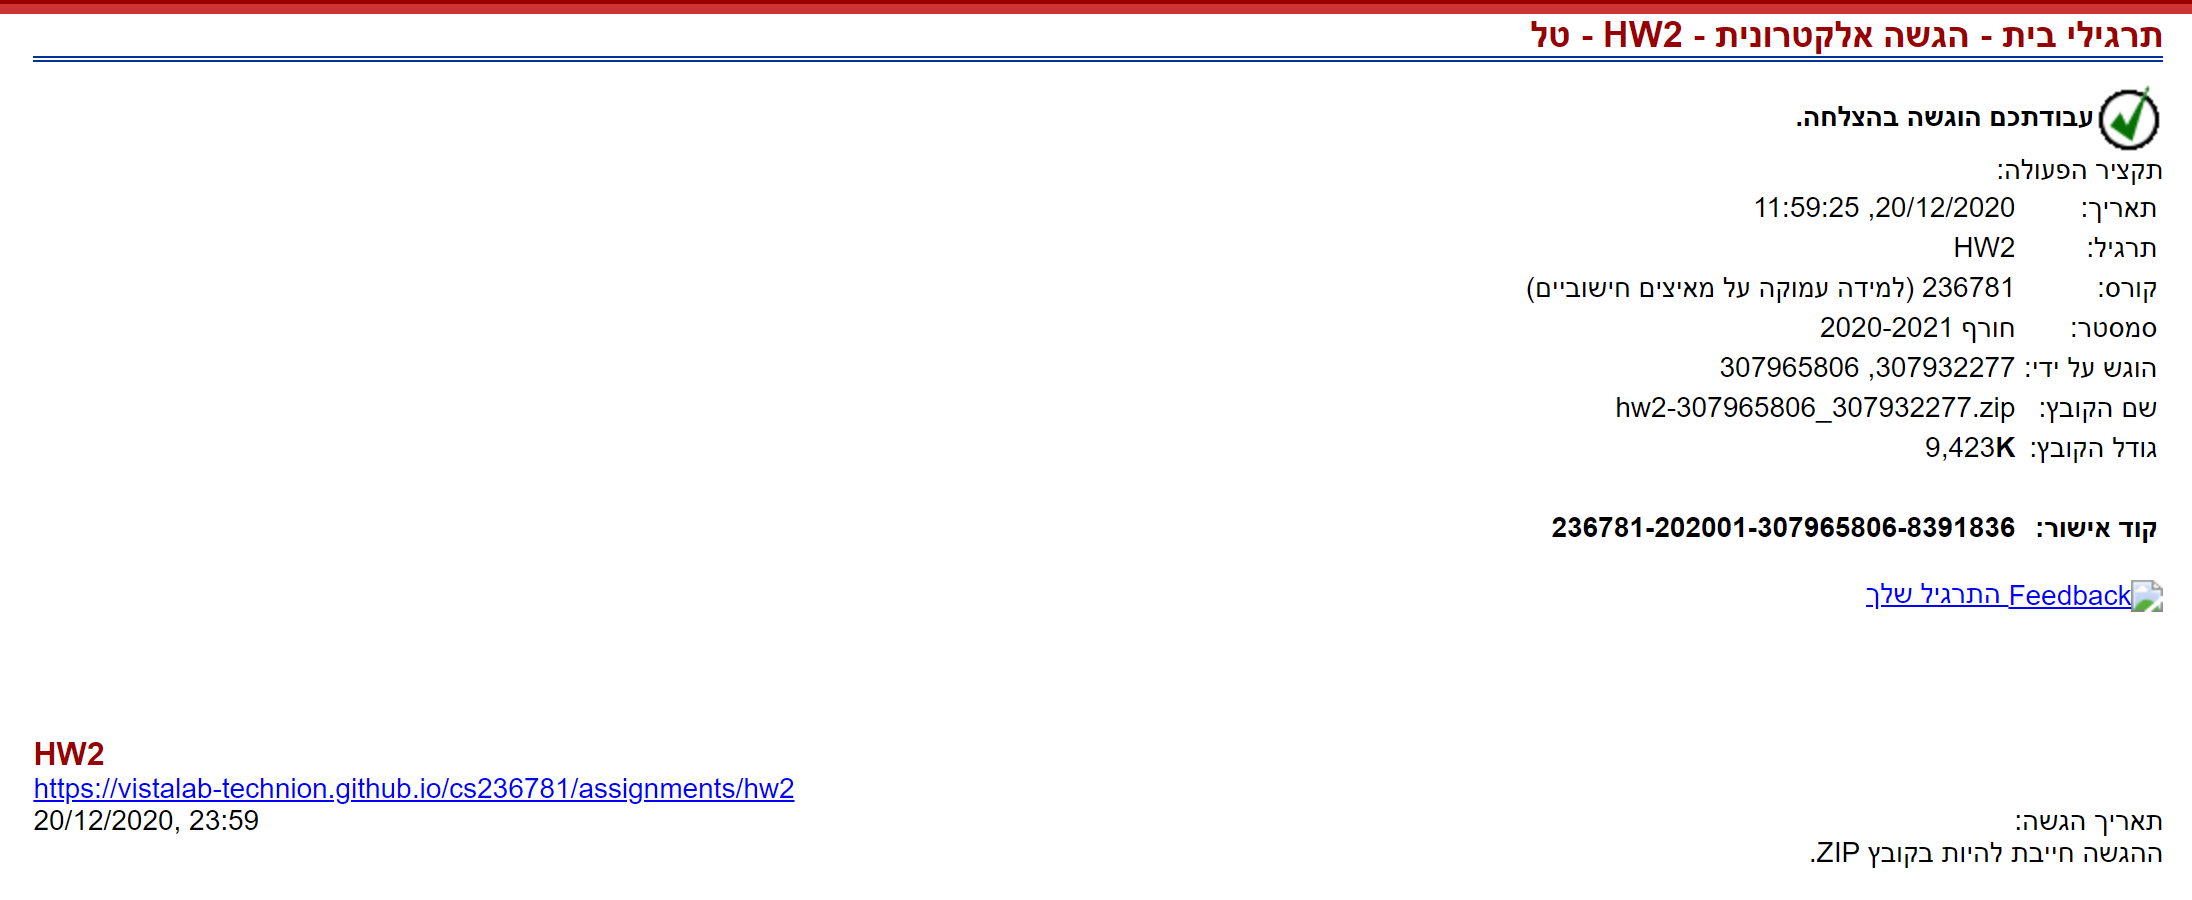 תרגילי בית - הגשה אלקטרונית - HW2 - טל
עבודתכם הוגשה בהצלחה.
תקציר הפעולה:
תאריך: 20/12/2020, 11:59:25
תרגיל: HW2
קורס: 236781 (למידה עמוקה על מאיצים חישוביים)
סמסטר: חורף 2020-2021
הוגש על ידי: 307932277, 307965806
שם הקובץ: hw2-307965806_307932277.zip
גודל הקובץ: 9,423K
קוד אישור: 236781-202001-307965806-8391836
Feedback התרגיל שלך
HW2
https://vistalab-technion.github.io/cs236781/assignments/hw2
תאריך הגשה: 20/12/2020, 23:59
ההגשה חייבת להיות בקובץ ZIP.